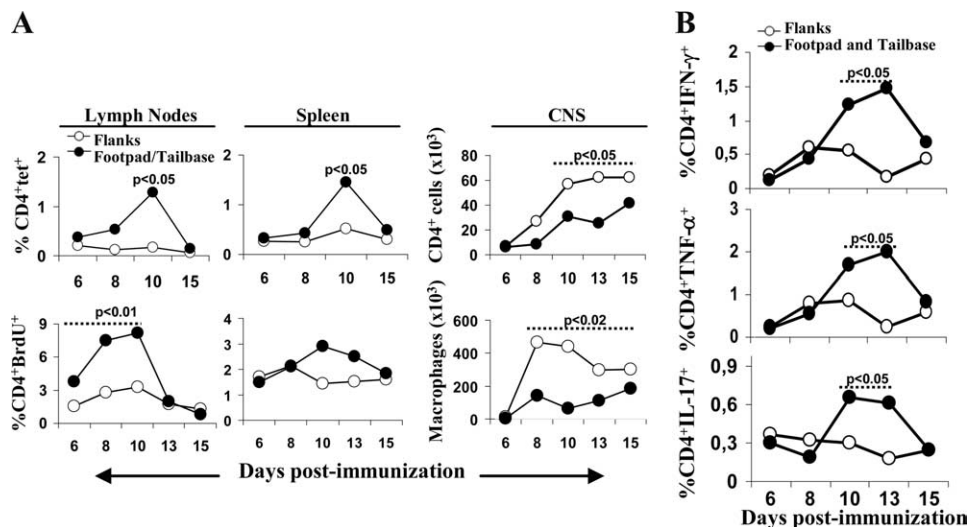 A
Lymph Nodes
Flanks
Footpad/Tailbase
% CD4⁺tet⁺
2
1
0
p<0.05
6 8 10 15
Spleen
2
1
0
p<0.05
6 8 10 15
CNS
CD4⁺ cells (x10³)
80
60
40
20
0
p<0.05
6 8 10 13 15
%CD4⁺BrdU⁺
9
6
3
0
p<0.01
6 8 10 13 15
5
4
3
2
1
0
6 8 10 13 15
Macrophages (x10³)
600
400
200
0
p<0.02
6 8 10 13 15
Days post-immunization
B
Flanks
Footpad and Tailbase
%CD4⁺IFN-γ⁺
2
1,5
1
0,5
0
p<0.05
%CD4⁺TNF-α⁺
3
2
1
0
p<0.05
%CD4⁺IL-17⁺
0,9
0,6
0,3
0
p<0.05
6 8 10 13 15
Days post-immunization